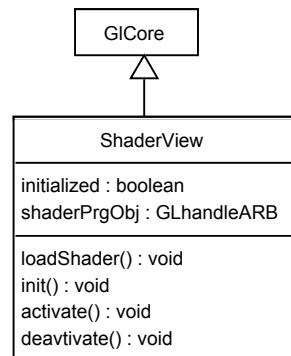 GlCore
ShaderView
initialized : boolean
shaderPrgObj : GLhandleARB
loadShader() : void
init() : void
activate() : void
deavtivate() : void